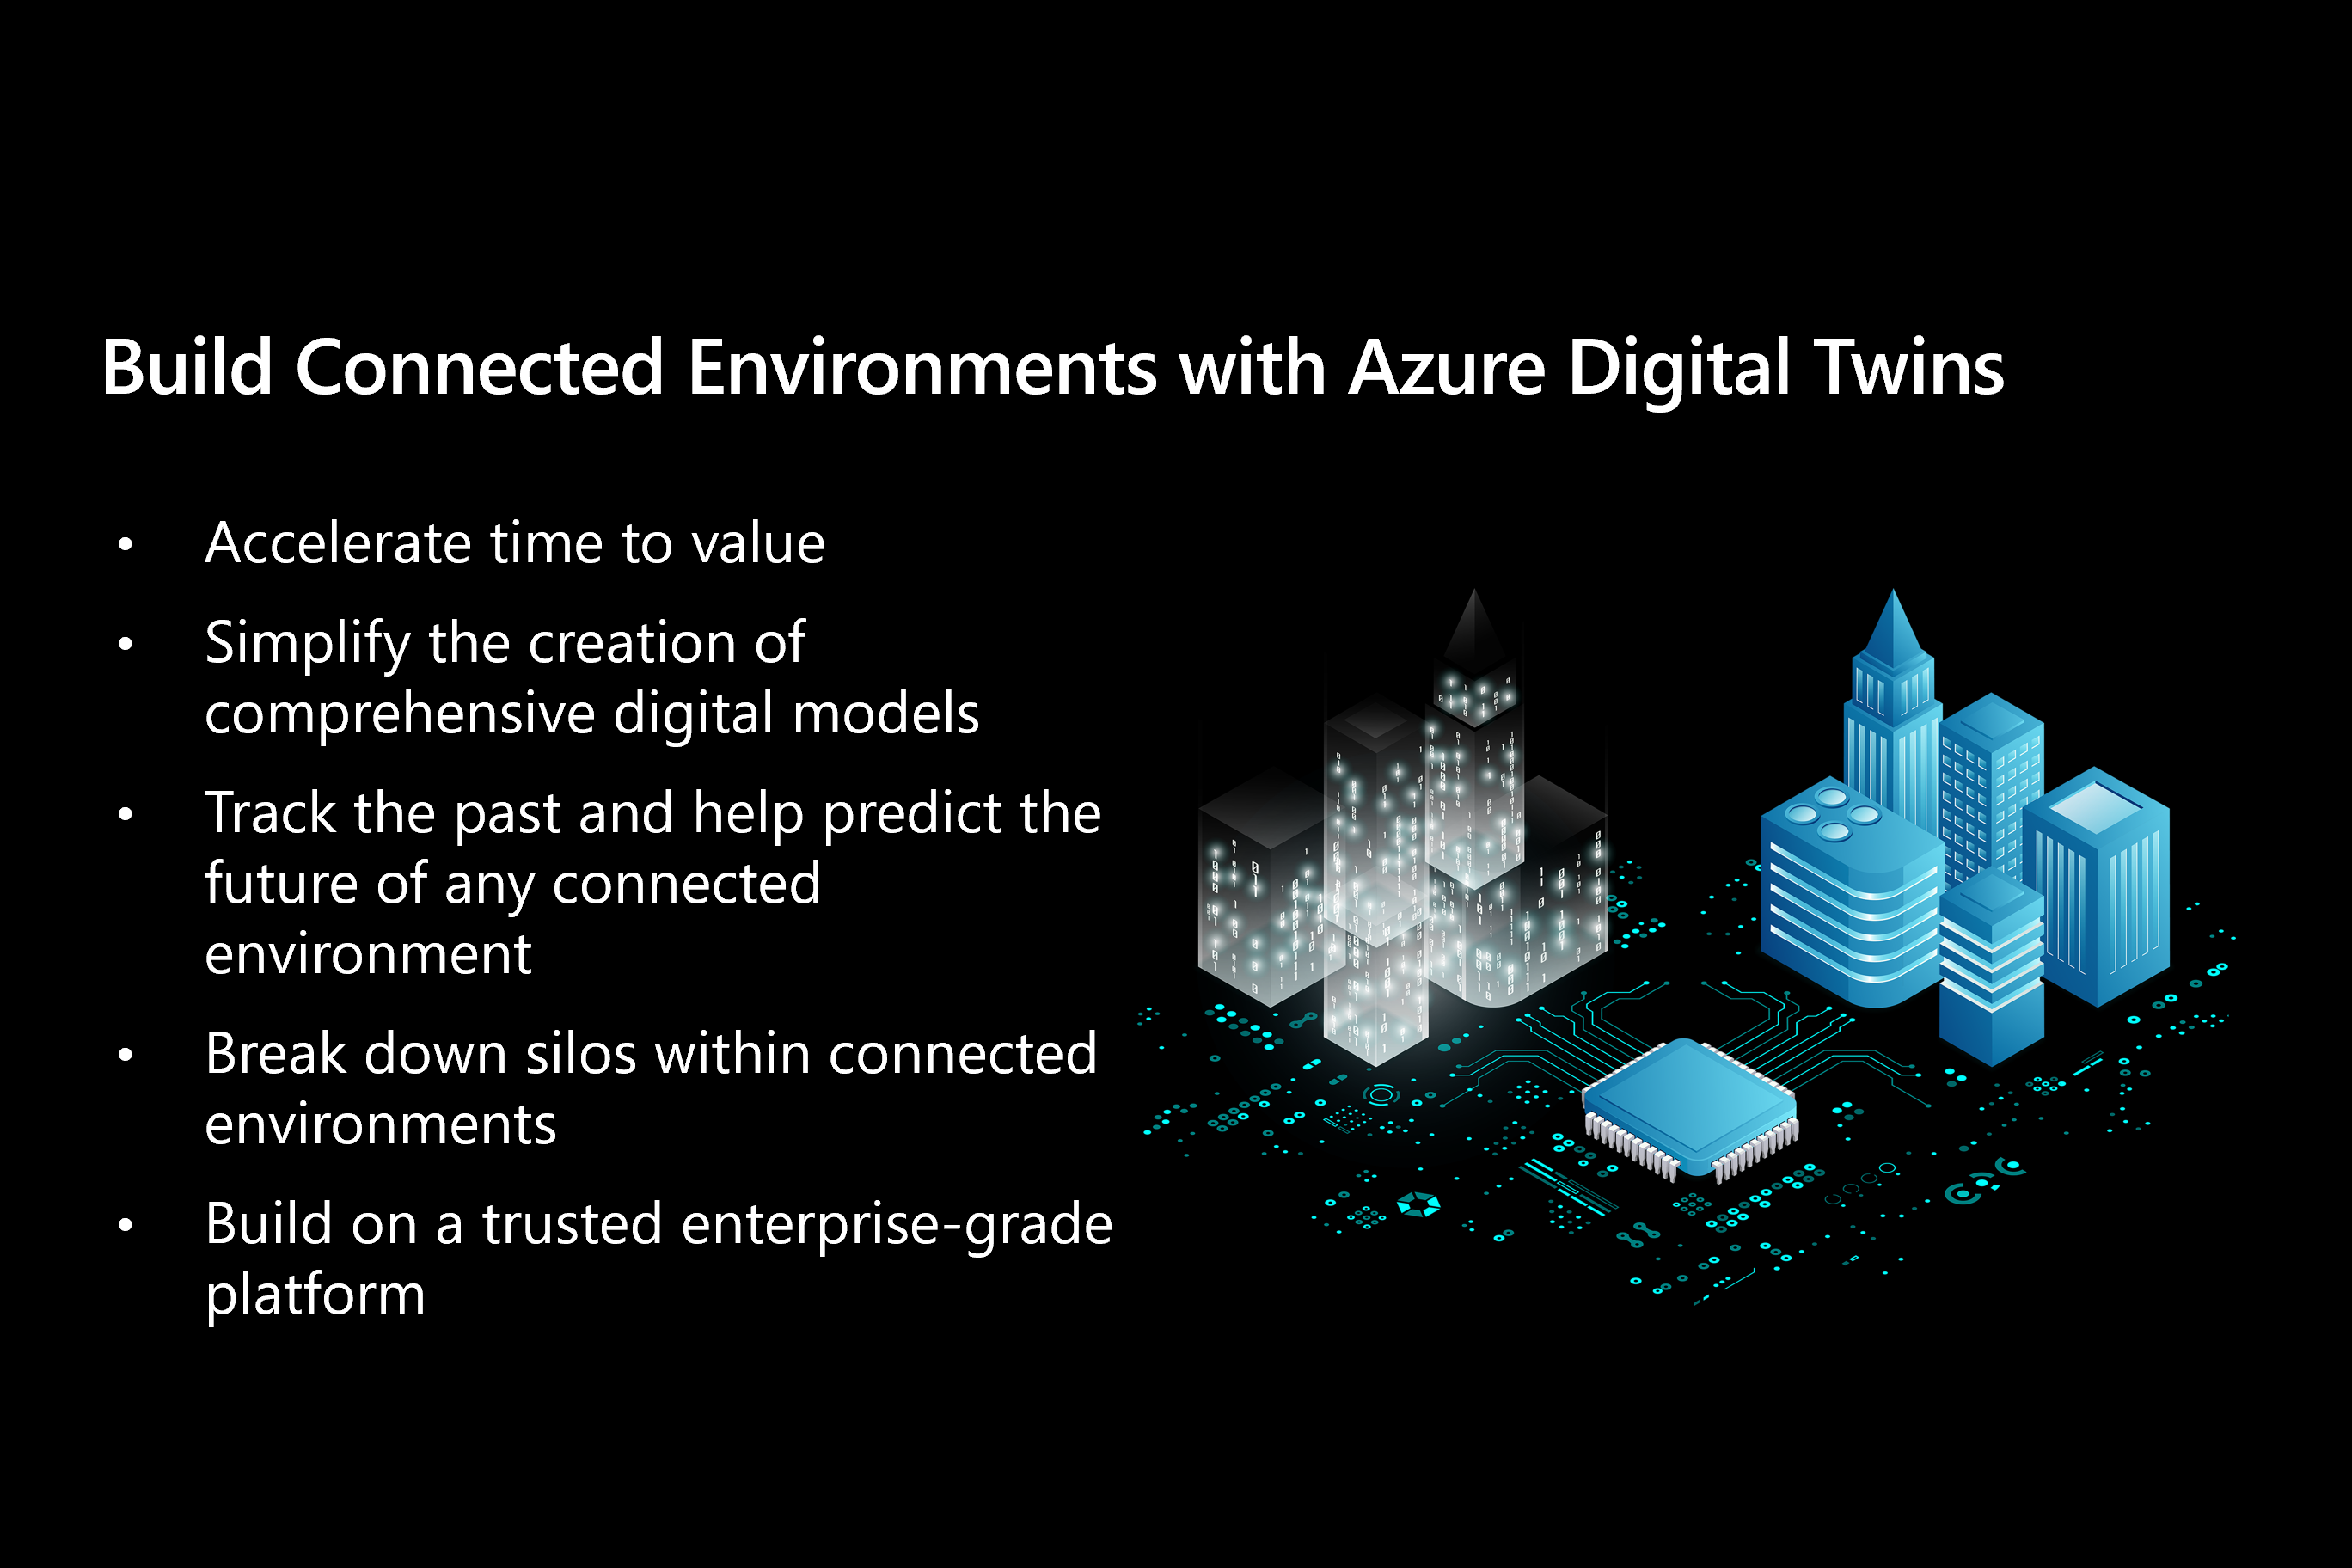 Build Connected Environments with Azure Digital Twins
• Accelerate time to value
• Simplify the creation of
comprehensive digital models
• Track the past and help predict the
future of any connected
environment
• Break down silos within connected
environments
• Build on a trusted enterprise-grade
platform